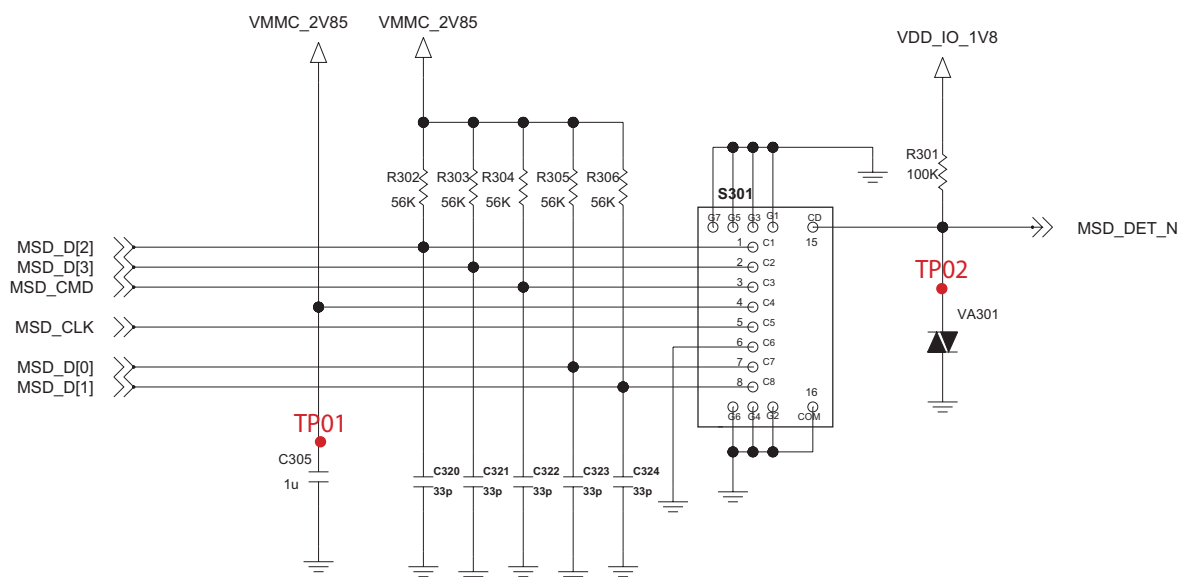 VMMC_2V85
VMMC_2V85
VDD_IO_1V8
R301
100K
R302
56K
R303
56K
R304
56K
R305
56K
R306
56K
S301
G7
G5
G3
G1
CD
15
MSD_DET_N
MSD_D[2]
1
C1
MSD_D[3]
2
C2
MSD_CMD
3
C3
4
C4
MSD_CLK
5
C5
6
C6
MSD_D[0]
7
C7
MSD_D[1]
8
C8
TP02
VA301
16
G6
G4
G2
COM
TP01
C305
1u
C320
33p
C321
33p
C322
33p
C323
33p
C324
33p